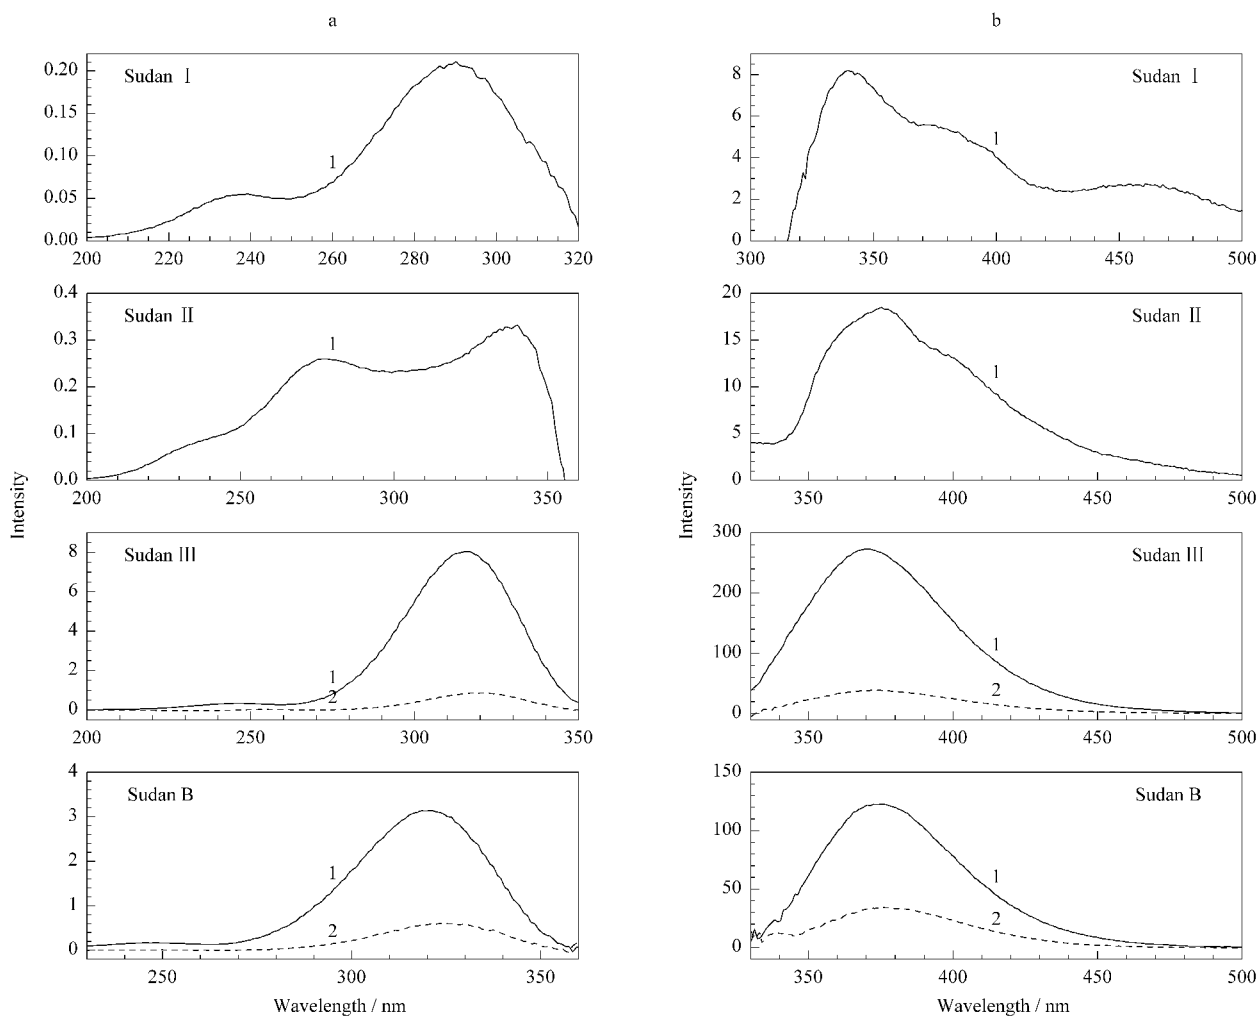 a
Sudan Ⅰ
0.20
0.15
0.10
0.05
0.00
1
200 220 240 260 280 300 320
Sudan Ⅱ
0.4
0.3
0.2
0.1
0.0
1
200 250 300 350
Sudan III
8
6
4
2
0
1
2
200 250 300 350
Sudan B
4
3
2
1
0
1
2
250 300 350
Intensity
Wavelength / nm
b
Sudan Ⅰ
8
6
4
2
0
1
300 350 400 450 500
Sudan Ⅱ
20
15
10
5
0
1
350 400 450 500
Sudan III
300
200
100
0
1
2
350 400 450 500
Sudan B
150
100
50
0
1
2
350 400 450 500
Intensity
Wavelength / nm